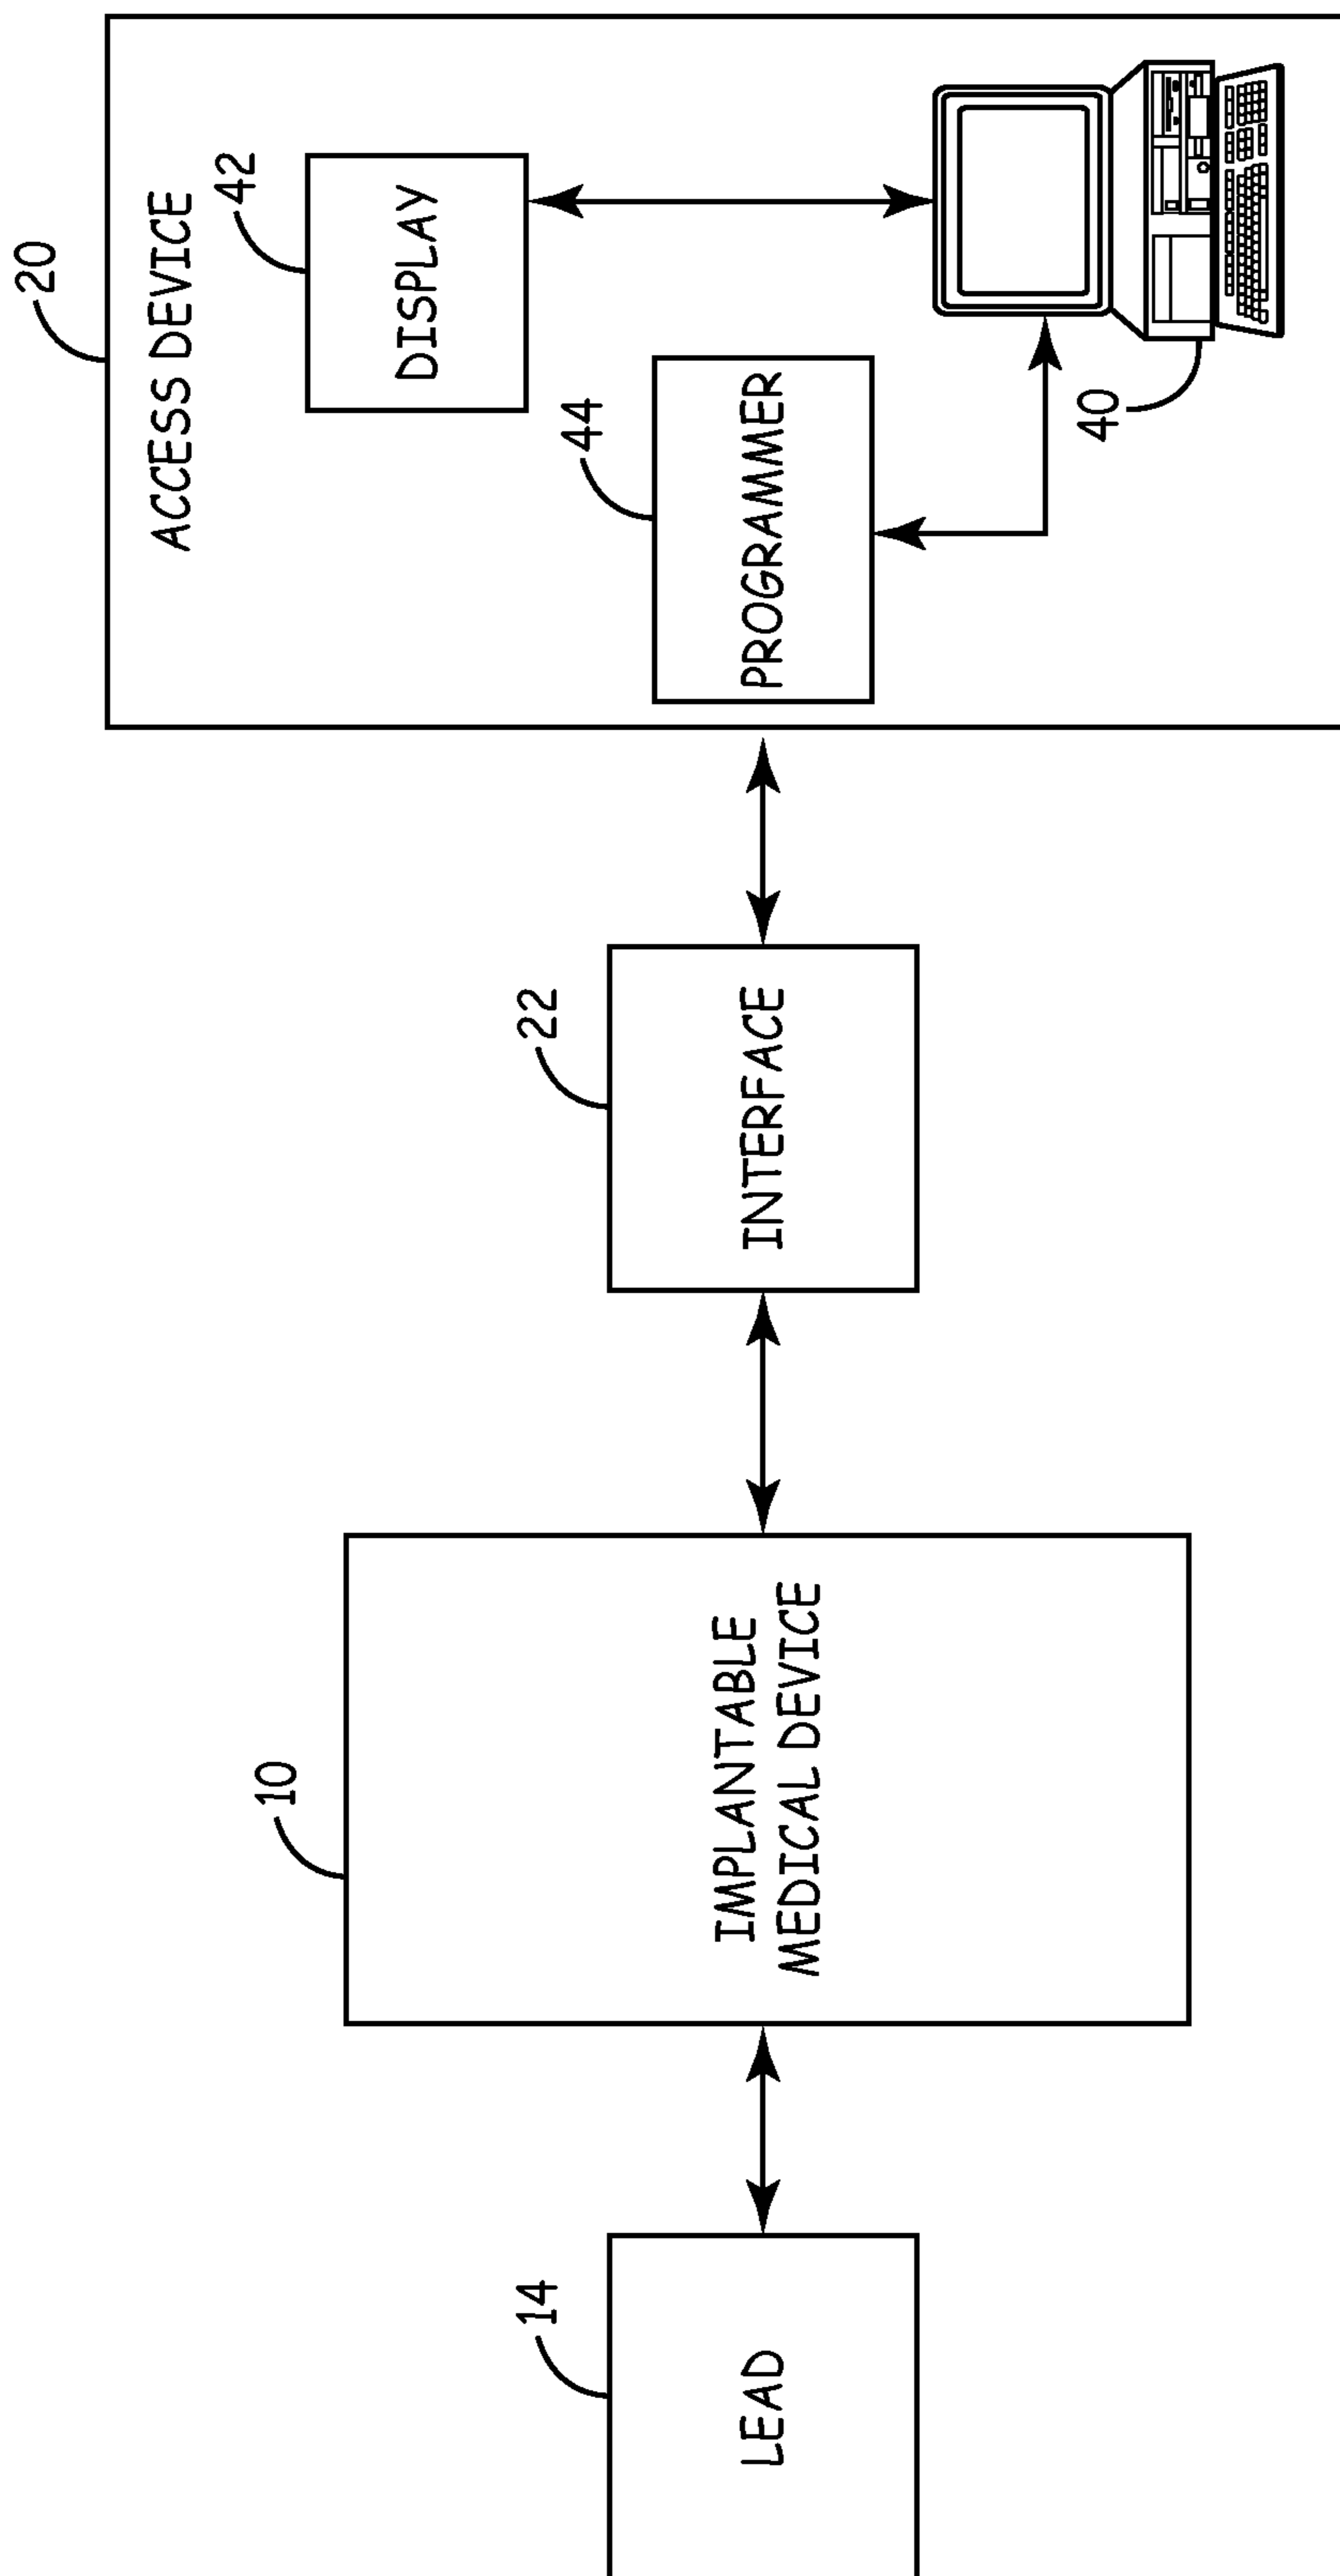 20
ACCESS DEVICE
42
DISPLAY
44
PROGRAMMER
40
22
INTERFACE
10
IMPLANTABLE
MEDICAL DEVICE
14
LEAD